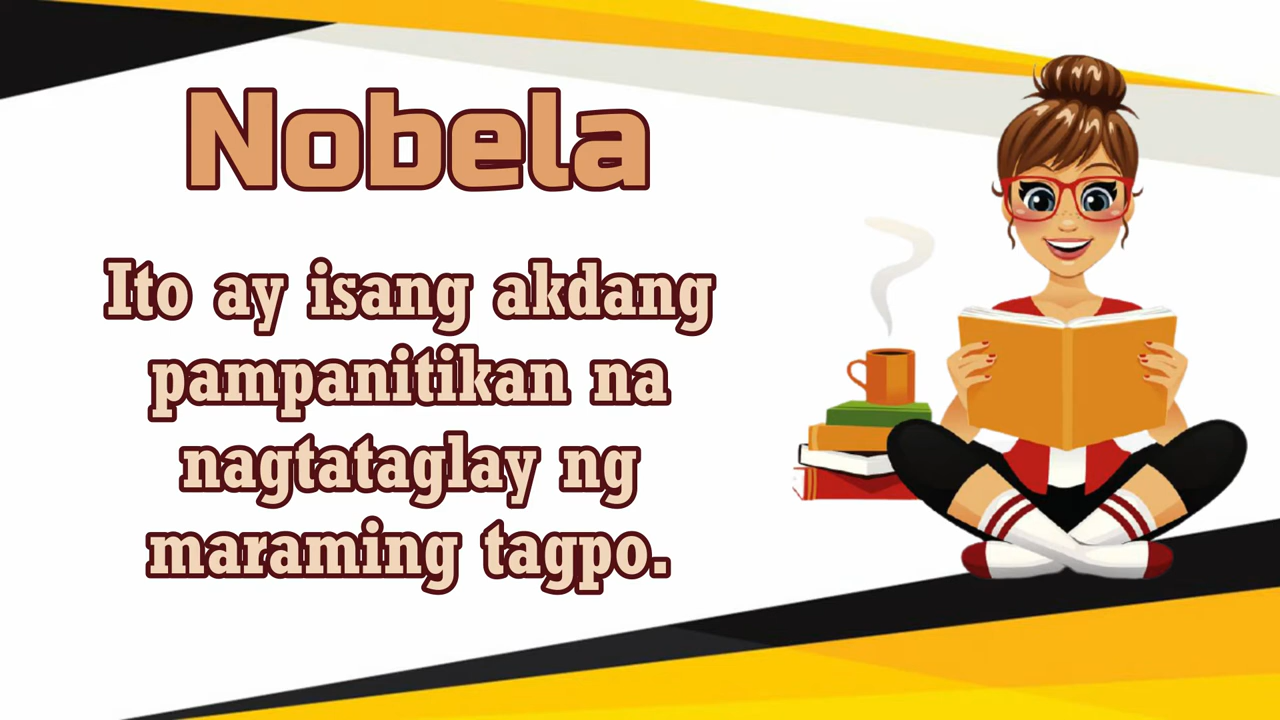 Nobela
Ito ay isang akdang
pampanitikan na
nagtataglay ng
maraming tagpo.